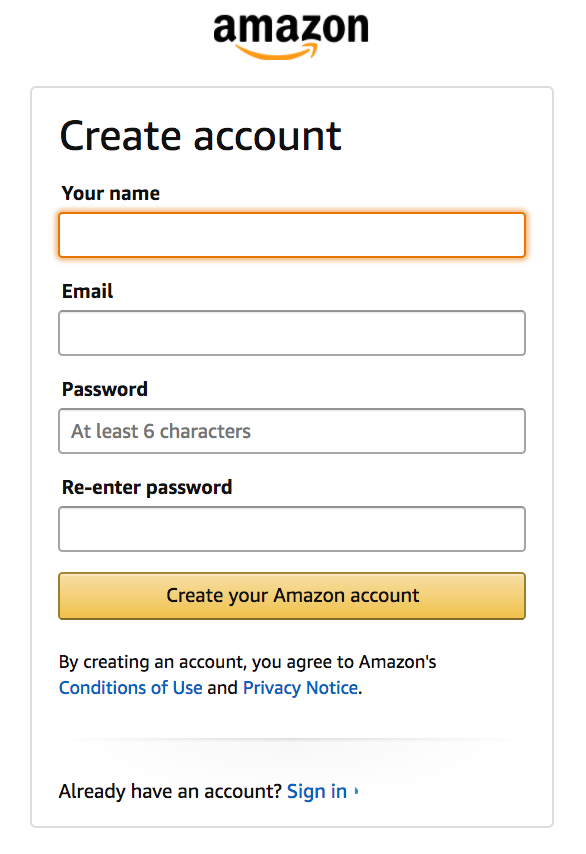 amazon
Create account
Your name
Email
Password
At least 6 characters
Re-enter password
Create your Amazon account
By creating an account, you agree to Amazon's
Conditions of Use and Privacy Notice.
Already have an account? Sign in